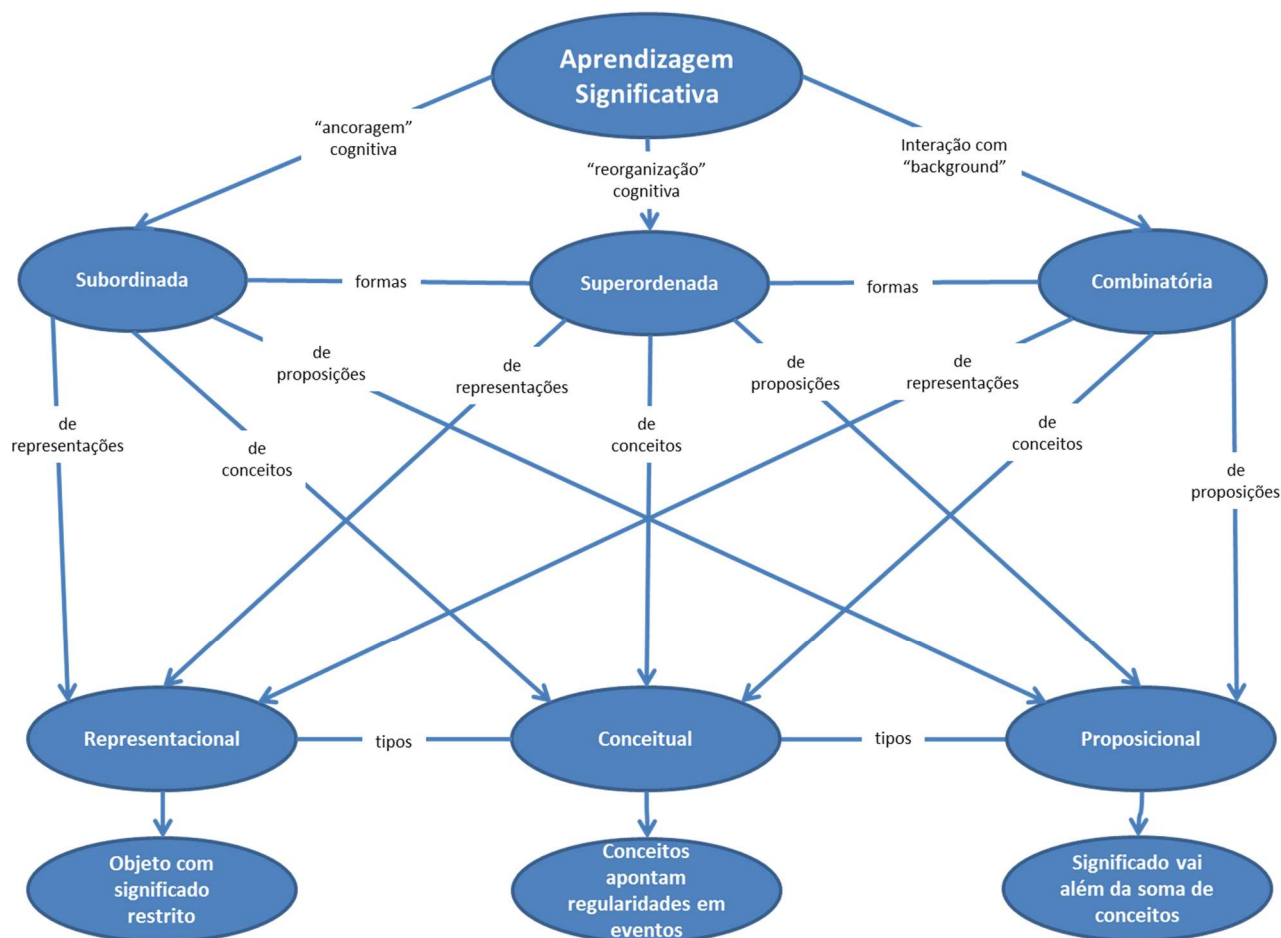 Aprendizagem
Significativa
“ancoragem”
cognitiva
“reorganização”
cognitiva
Interação com
“background”
Subordinada
formas
Superordenada
formas
Combinatória
de
representações
de
conceitos
de
proposições
de
representações
de
conceitos
de
proposições
de
representações
de
conceitos
de
proposições
Representacional
tipos
Conceitual
tipos
Proposicional
Objeto com
significado
restrito
Conceitos
apontam
regularidades em
eventos
Significado vai
além da soma de
conceitos